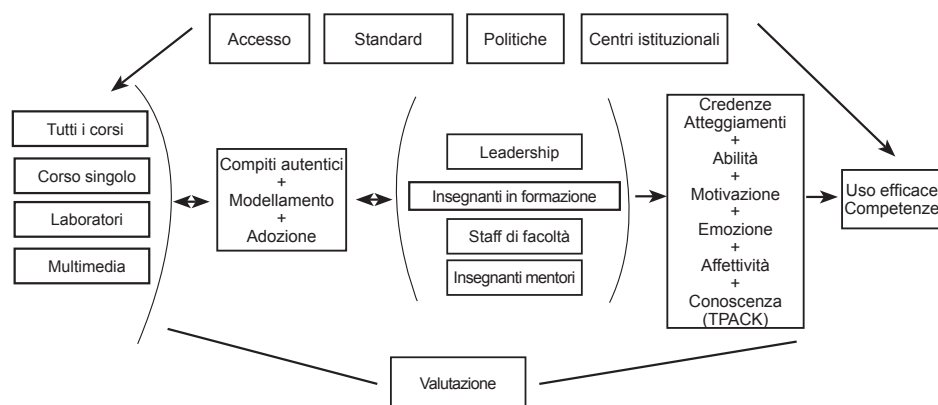 Accesso
Standard
Politiche
Centri istituzionali
Tutti i corsi
Corso singolo
Laboratori
Multimedia
Compiti autentici
+
Modellamento
+
Adozione
Leadership
Insegnanti in formazione
Staff di facoltà
Insegnanti mentori
Credenze
Atteggiamenti
+
Abilità
+
Motivazione
+
Emozione
+
Affettività
+
Conoscenza
(TPACK)
Uso efficace
Competenze
Valutazione